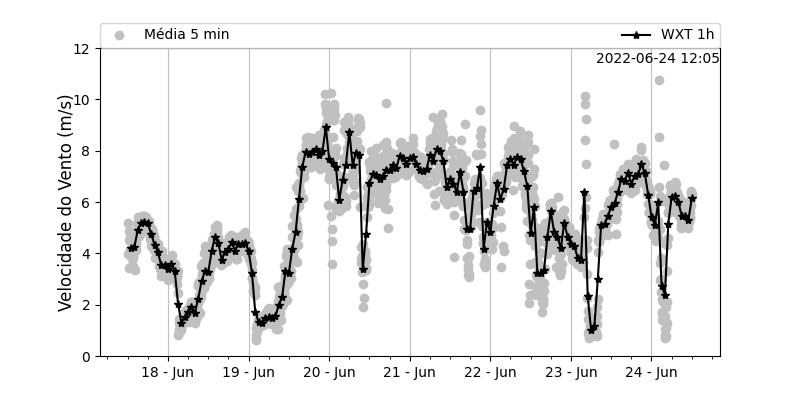 Média 5 min
WXT 1h
2022-06-24 12:05
Velocidade do Vento (m/s)
12
10
8
6
4
2
0
18 - Jun
19 - Jun
20 - Jun
21 - Jun
22 - Jun
23 - Jun
24 - Jun